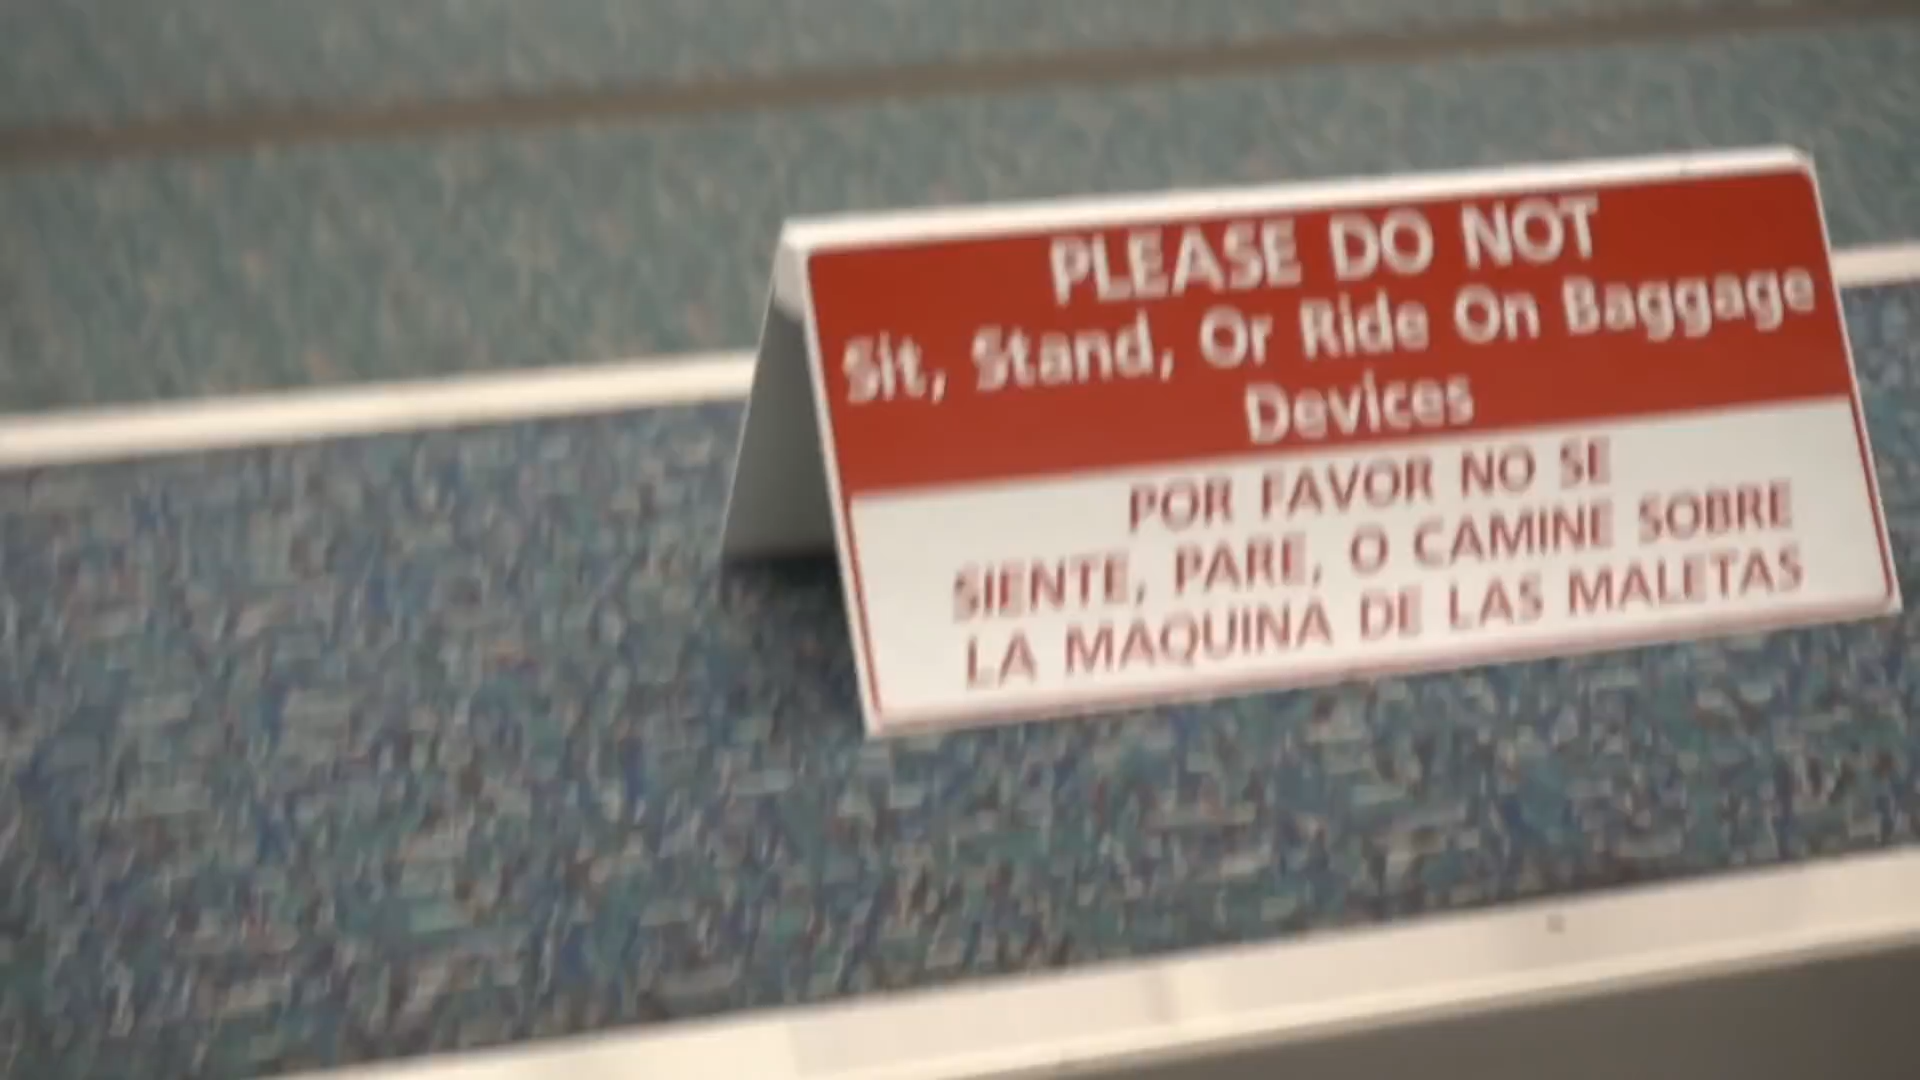 PLEASE DO NOT
Sit, Stand, Or Ride On Baggage
Devices
POR FAVOR NO SE
SIENTE, PARE, O CAMINE SOBRE
LA MAQUINA DE LAS MALETAS